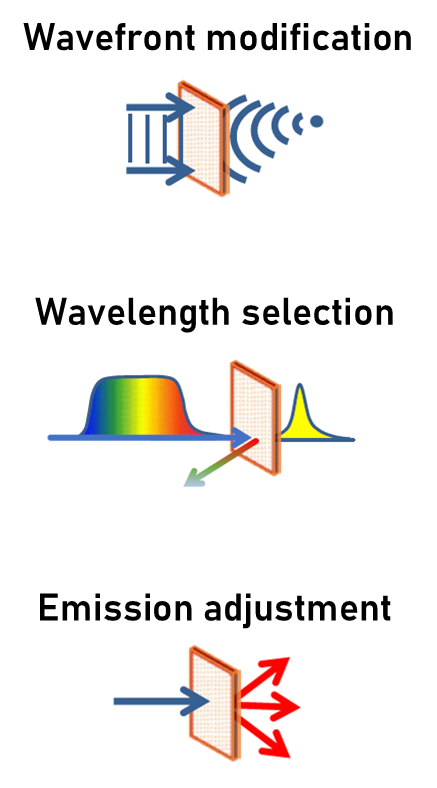 Wavefront modification
Wavelength selection
Emission adjustment